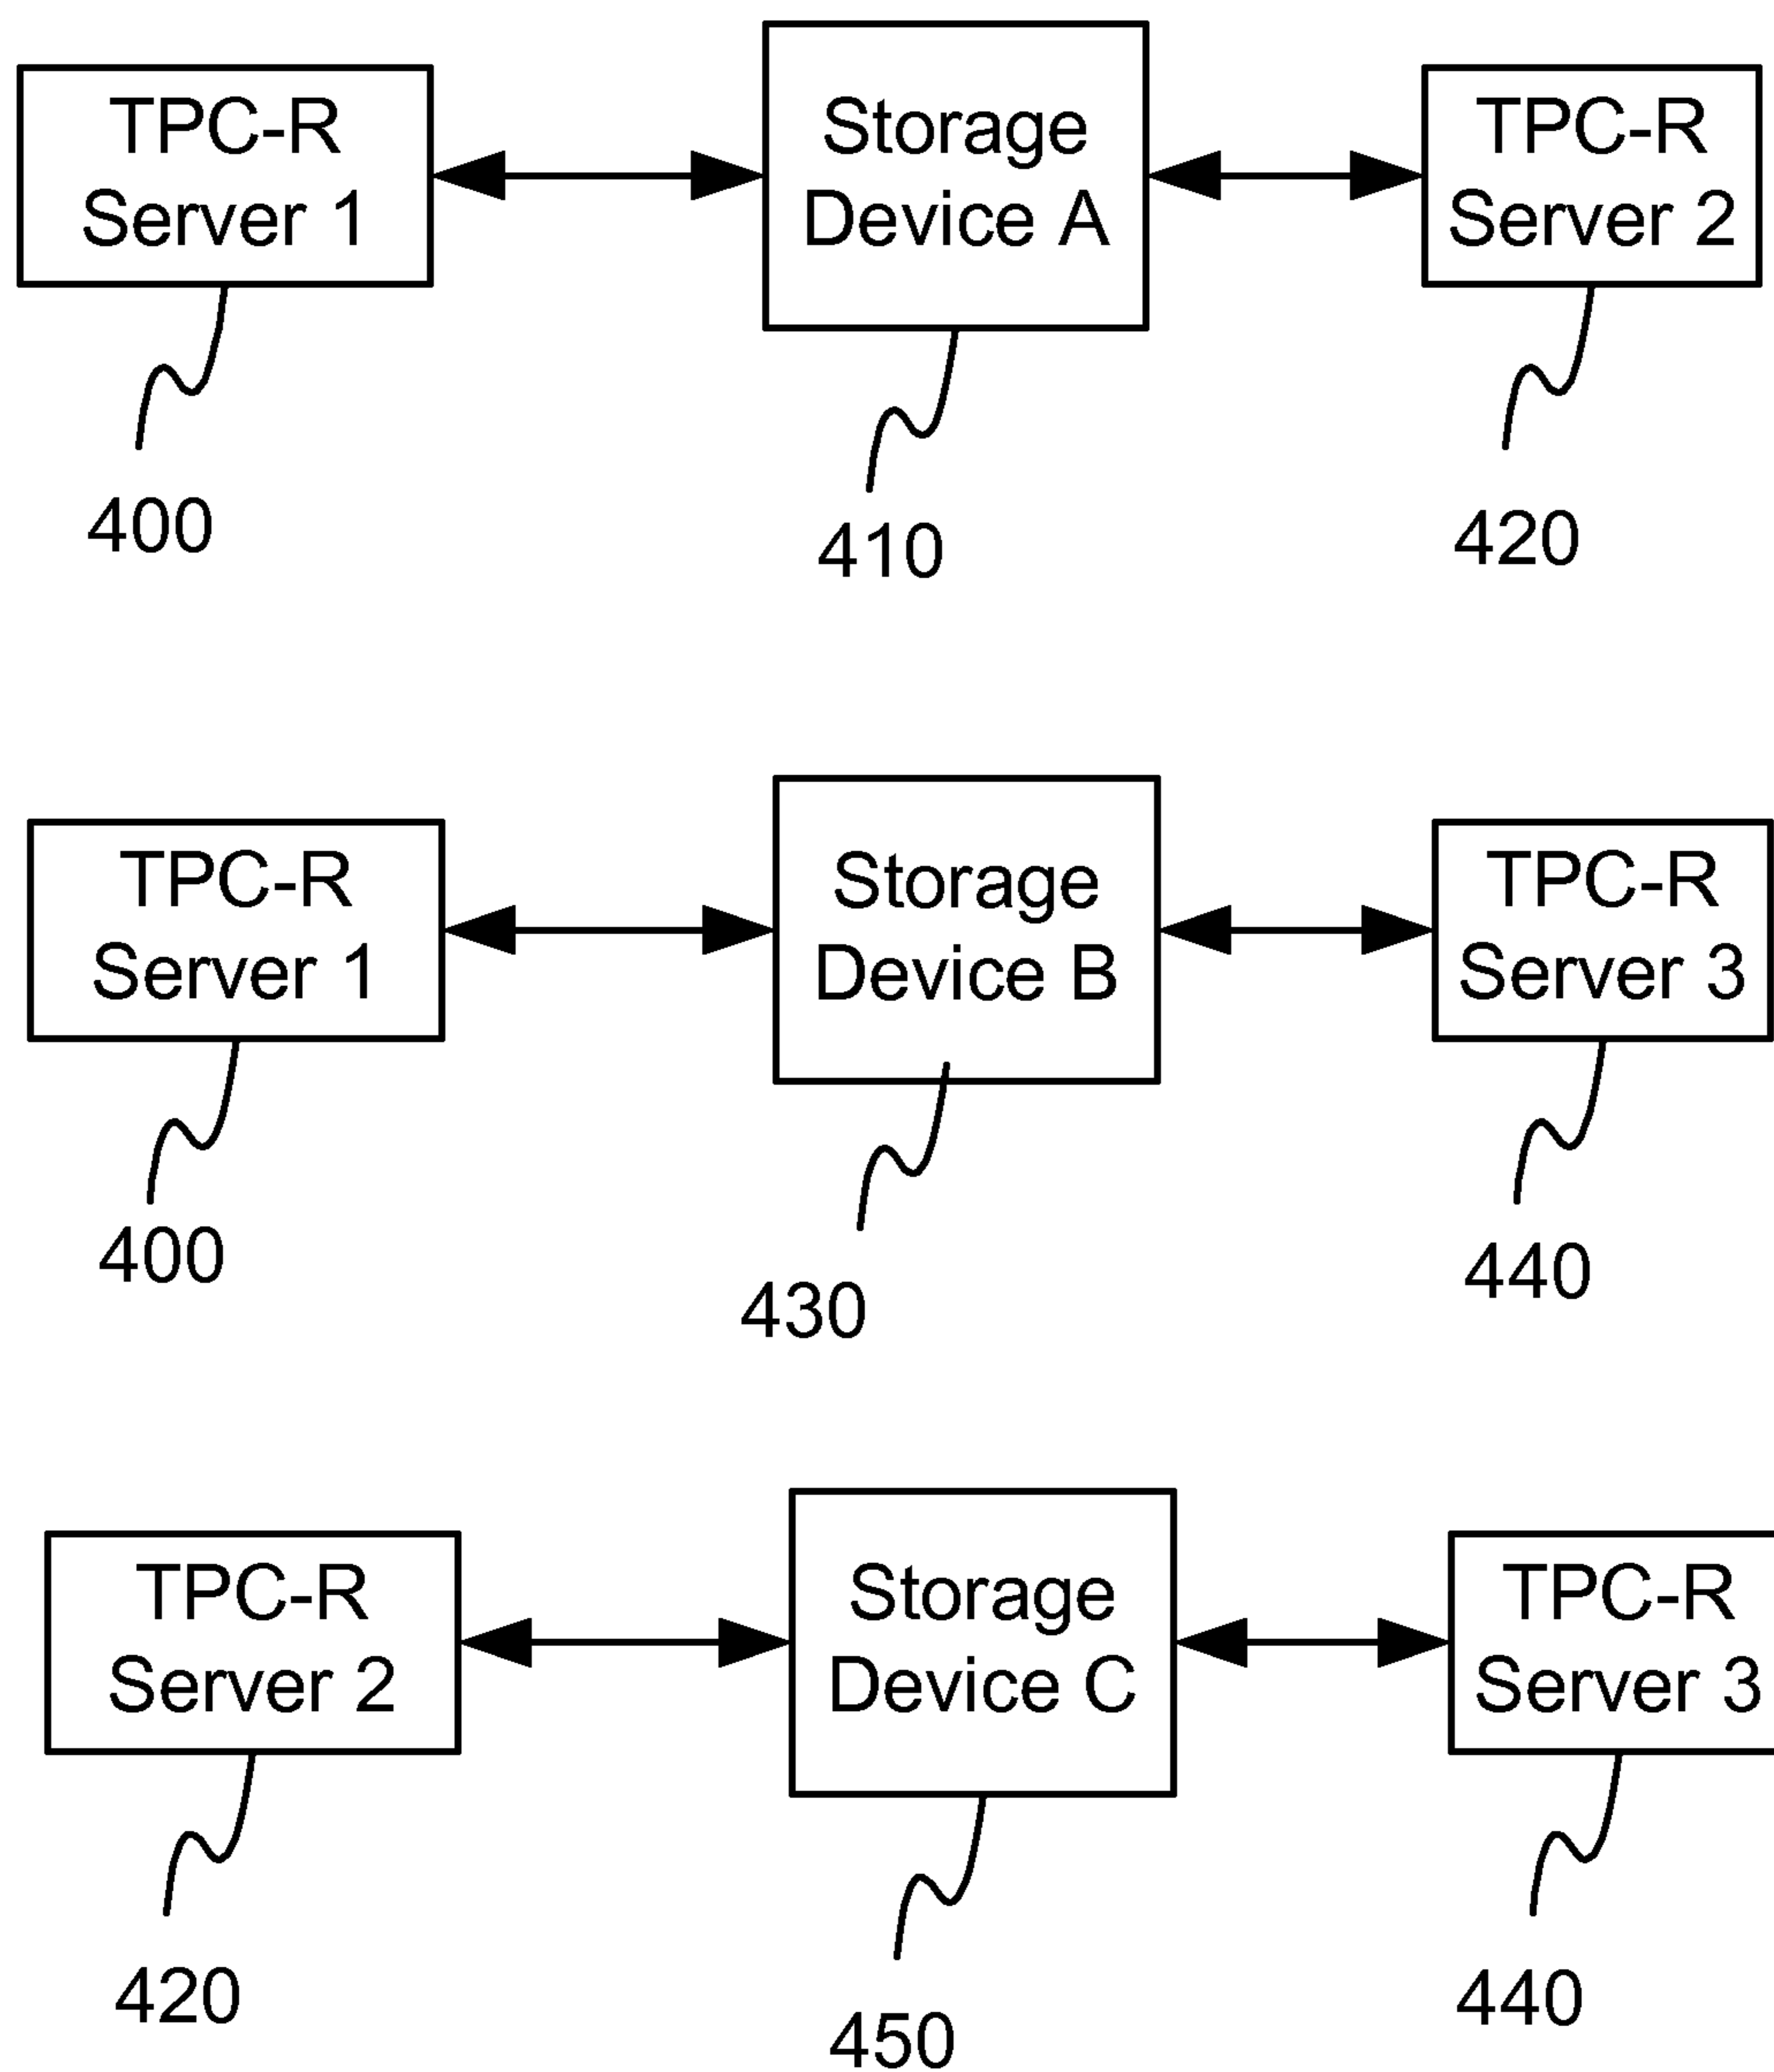 TPC-R
Server 1
Storage
Device A
TPC-R
Server 2
400
410
420
TPC-R
Server 1
Storage
Device B
TPC-R
Server 3
400
430
440
TPC-R
Server 2
Storage
Device C
TPC-R
Server 3
420
450
440